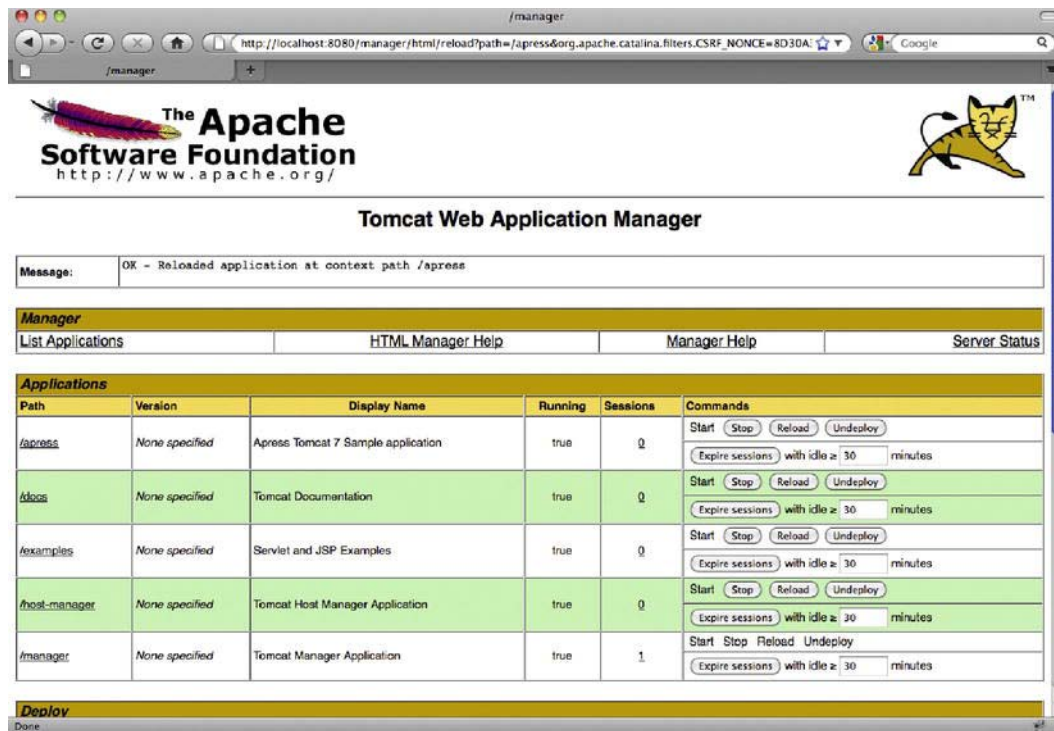 /manager
http://localhost:8080/manager/html/reload?path=/apress&org.apache.catalina.filters.CSRF_NONCE=8D30A
Google
/manager
The Apache
Software Foundation
http://www.apache.org/
TM
Tomcat Web Application Manager
Message: OK - Reloaded application at context path /apress
Manager
List Applications HTML Manager Help Manager Help Server Status
Applications
Path Version Display Name Running Sessions Commands
/apress None specified Apress Tomcat 7 Sample application true 0 Start Stop Reload Undeploy
Expire sessions with idle ≥ 30 minutes
/docs None specified Tomcat Documentation true 0 Start Stop Reload Undeploy
Expire sessions with idle ≥ 30 minutes
/examples None specified Servlet and JSP Examples true 0 Start Stop Reload Undeploy
Expire sessions with idle ≥ 30 minutes
/host-manager None specified Tomcat Host Manager Application true 0 Start Stop Reload Undeploy
Expire sessions with idle ≥ 30 minutes
/manager None specified Tomcat Manager Application true 1 Start Stop Reload Undeploy
Expire sessions with idle ≥ 30 minutes
Deploy
Done